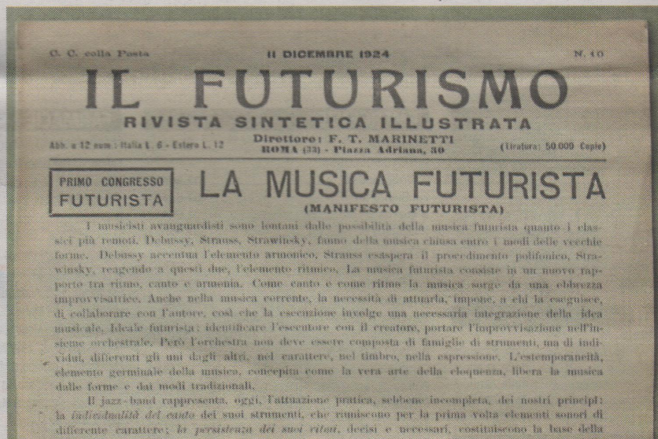 C. C. colla Posta 11 DICEMBRE 1924 N. 10
IL FUTURISMO
RIVISTA SINTETICA ILLUSTRATA
Abb. a 12 num.: Italia L. 6 - Estero L. 12 Direttore: F. T. MARINETTI (Tiratura: 50.000 Copie)
ROMA (23) - Piazza Adriana, 30
PRIMO CONGRESSO
FUTURISTA
LA MUSICA FUTURISTA
(MANIFESTO FUTURISTA)
I musicisti avanguardisti sono lontani dalle possibilità della musica futurista quanto i clas-
sici più remoti. Debussy, Strauss, Strawinsky, fanno della musica chiusa entro i modi delle vecchie
forme. Debussy accentua l'elemento armonico, Strauss esaspera il procedimento polifonico, Stra-
winsky, reagendo a questi due, l'elemento ritmico. La musica futurista consiste in un nuovo rap-
porto tra ritmo, canto e armonia. Come canto e come ritmo la musica sorge da una ebbrezza
improvvisatrice. Anche nella musica corrente, la necessità di attuarla, impone, a chi la eseguisce,
di collaborare con l'autore, così che la escenzione involge una necessaria integrazione della idea
musicale. Ideale futurista: identificare l'esecutore con il creatore, portare l'improvvisazione nell'in-
sieme orchestrale. Però l'orchestra non deve essere composta di famiglie di strumenti, ma di indi-
vidui, differenti gli uni dagli altri, nel carattere, nel timbro, nella espressione. L'estemporaneità,
elemento germinale della musica, concepita come la vera arte della eloquenza, libera la musica
dalle forme e dai modi tradizionali.
Il jazz-band rappresenta, oggi, l'attuazione pratica, sebbene incompleta, dei nostri principî:
la individualità del canto dei suoi strumenti, che riuniscono per la prima volta elementi sonori di
differente carattere; la persistenza dei suoi ritmi, decisi e necessari, costituiscono la base della